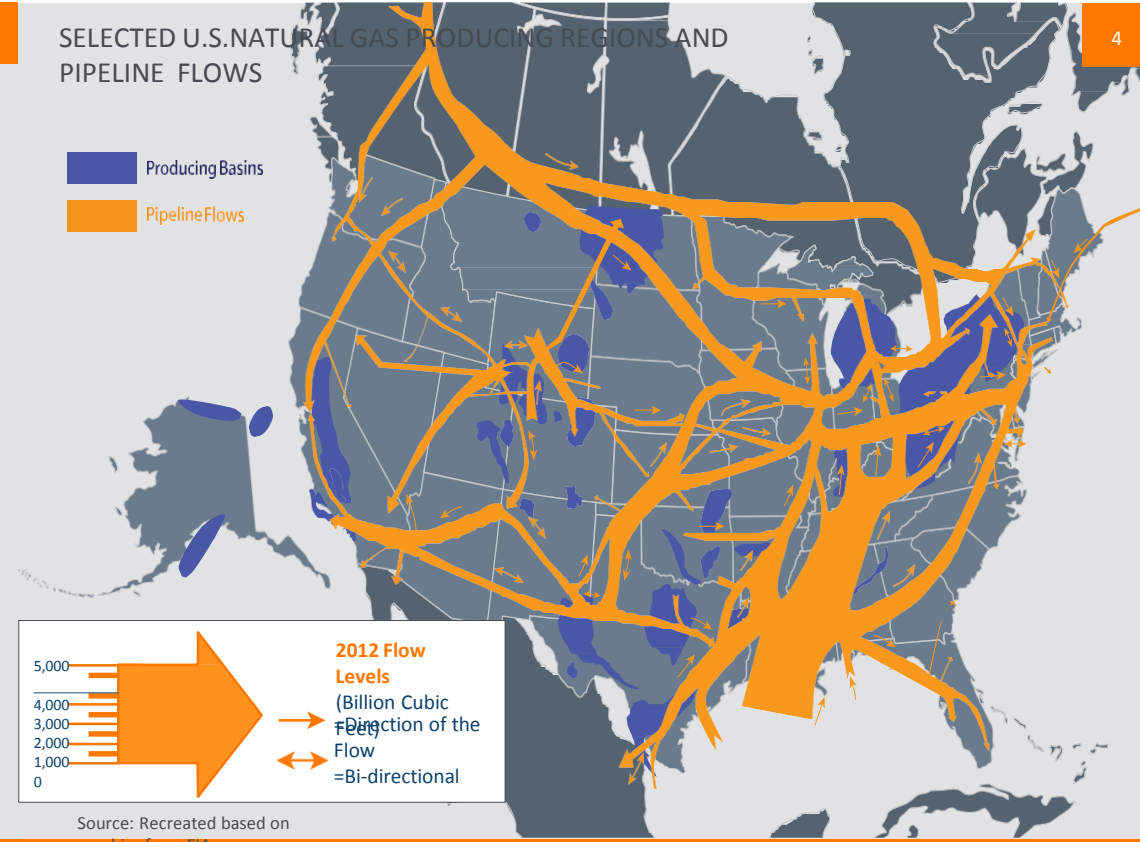 SELECTED U.S.NATURAL GAS PRODUCING REGIONS AND
PIPELINE FLOWS
4
Producing Basins
Pipeline Flows
5,000
4,000
3,000
2,000
1,000
0
2012 Flow
Levels
(Billion Cubic
Feet)
=Direction of the
Flow
=Bi-directional
Source: Recreated based on